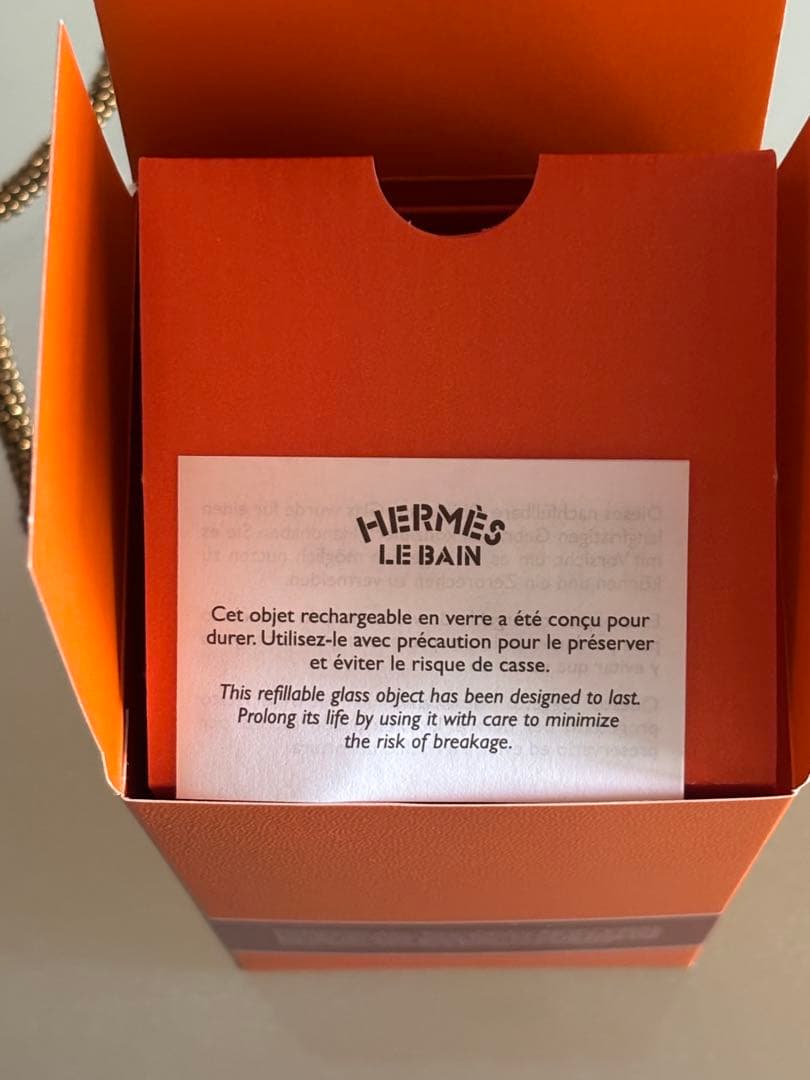 HERMÈS
LE BAIN
Cet objet rechargeable en verre a été conçu pour
durer. Utilisez-le avec précaution pour le préserver
et éviter le risque de casse.
This refillable glass object has been designed to last.
Prolong its life by using it with care to minimize
the risk of breakage.